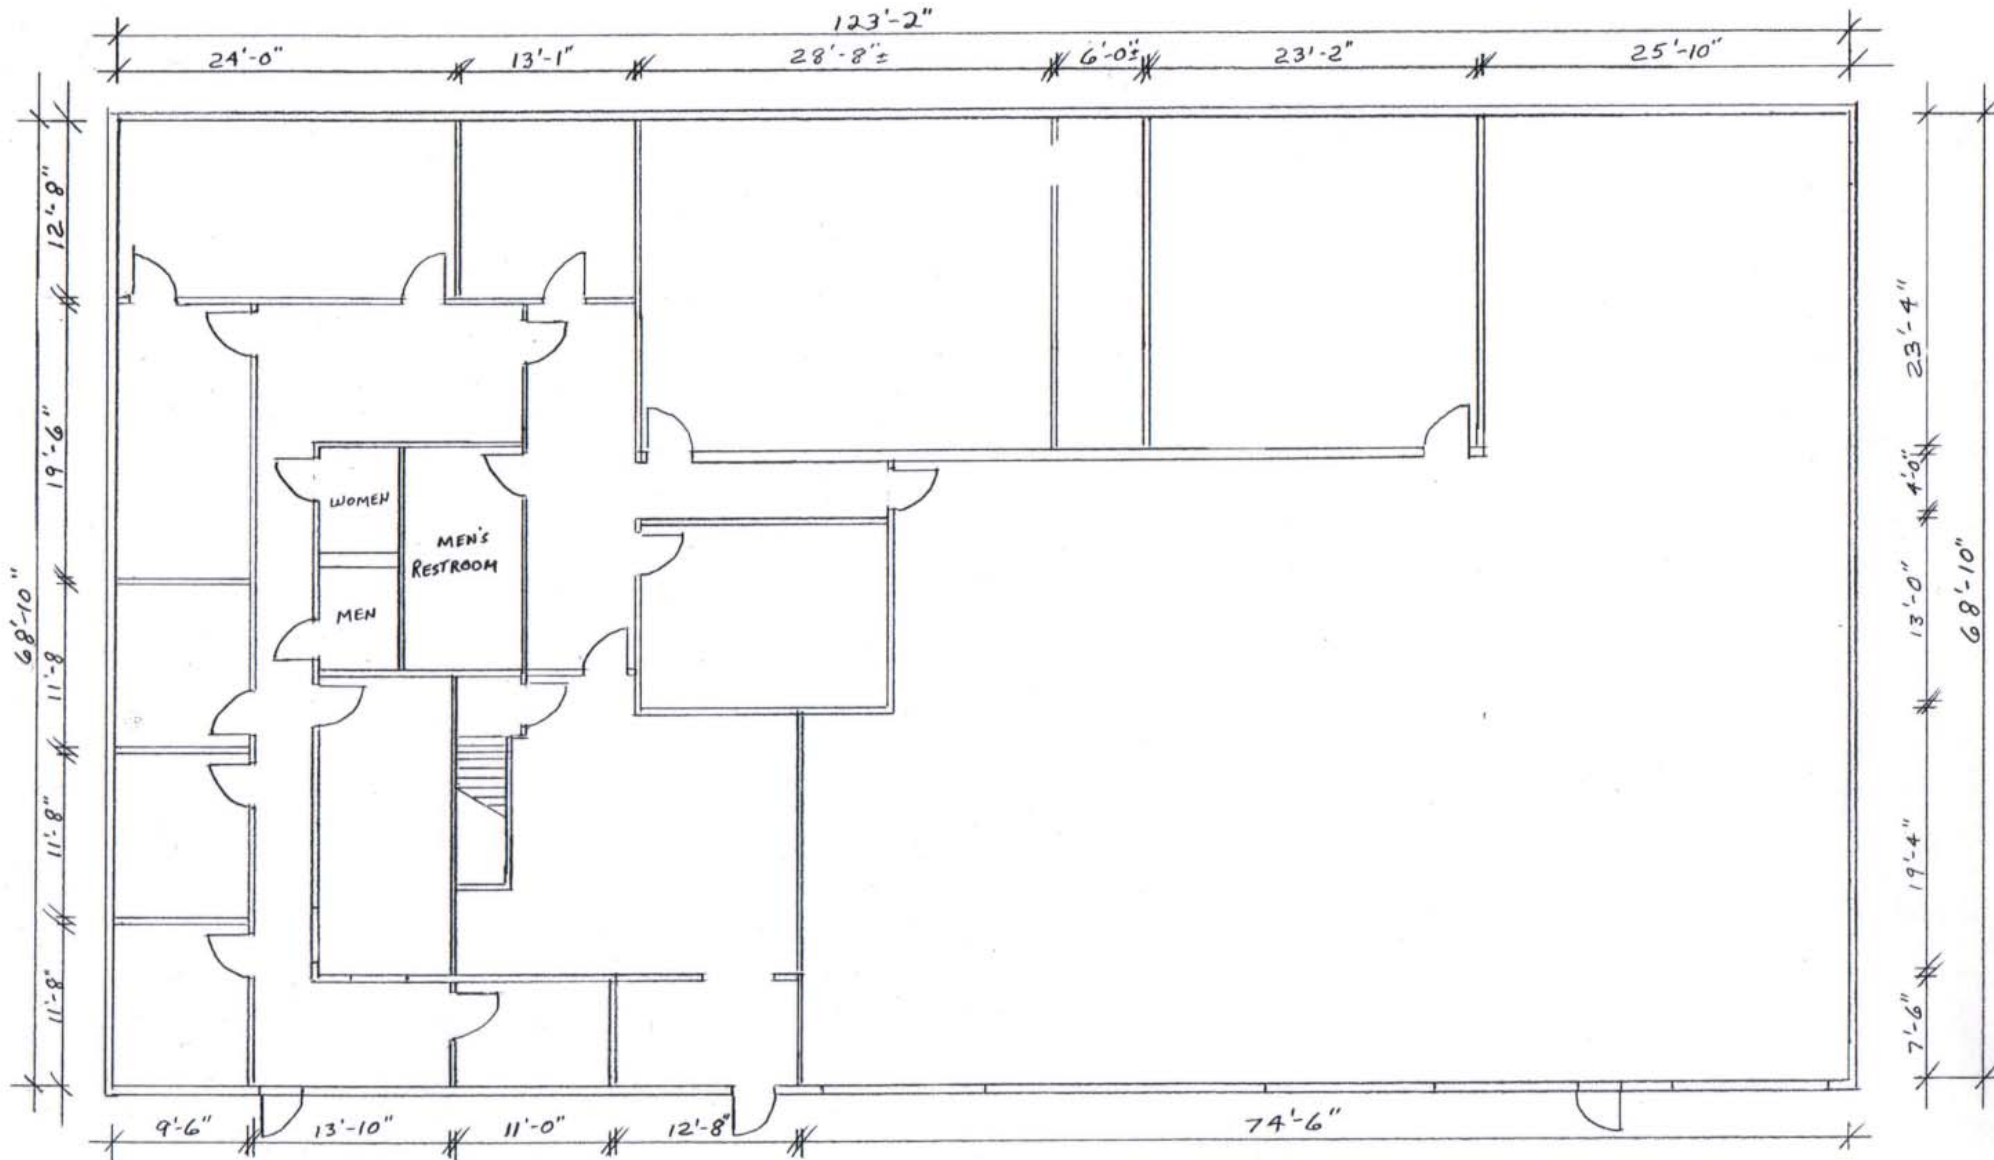 123'-2"
24'-0" 13'-1" 28'-8"± 6'-0"± 23'-2" 25'-10"
12'-8"
19'-6"
11'-8
11'-8"
11'-8"
68'-10"
WOMEN
MEN'S
RESTROOM
MEN
23'-4"
4'-0"
13'-0"
19'-4"
7'-6"
68'-10"
9'-6" 13'-10" 11'-0" 12'-8" 74'-6"